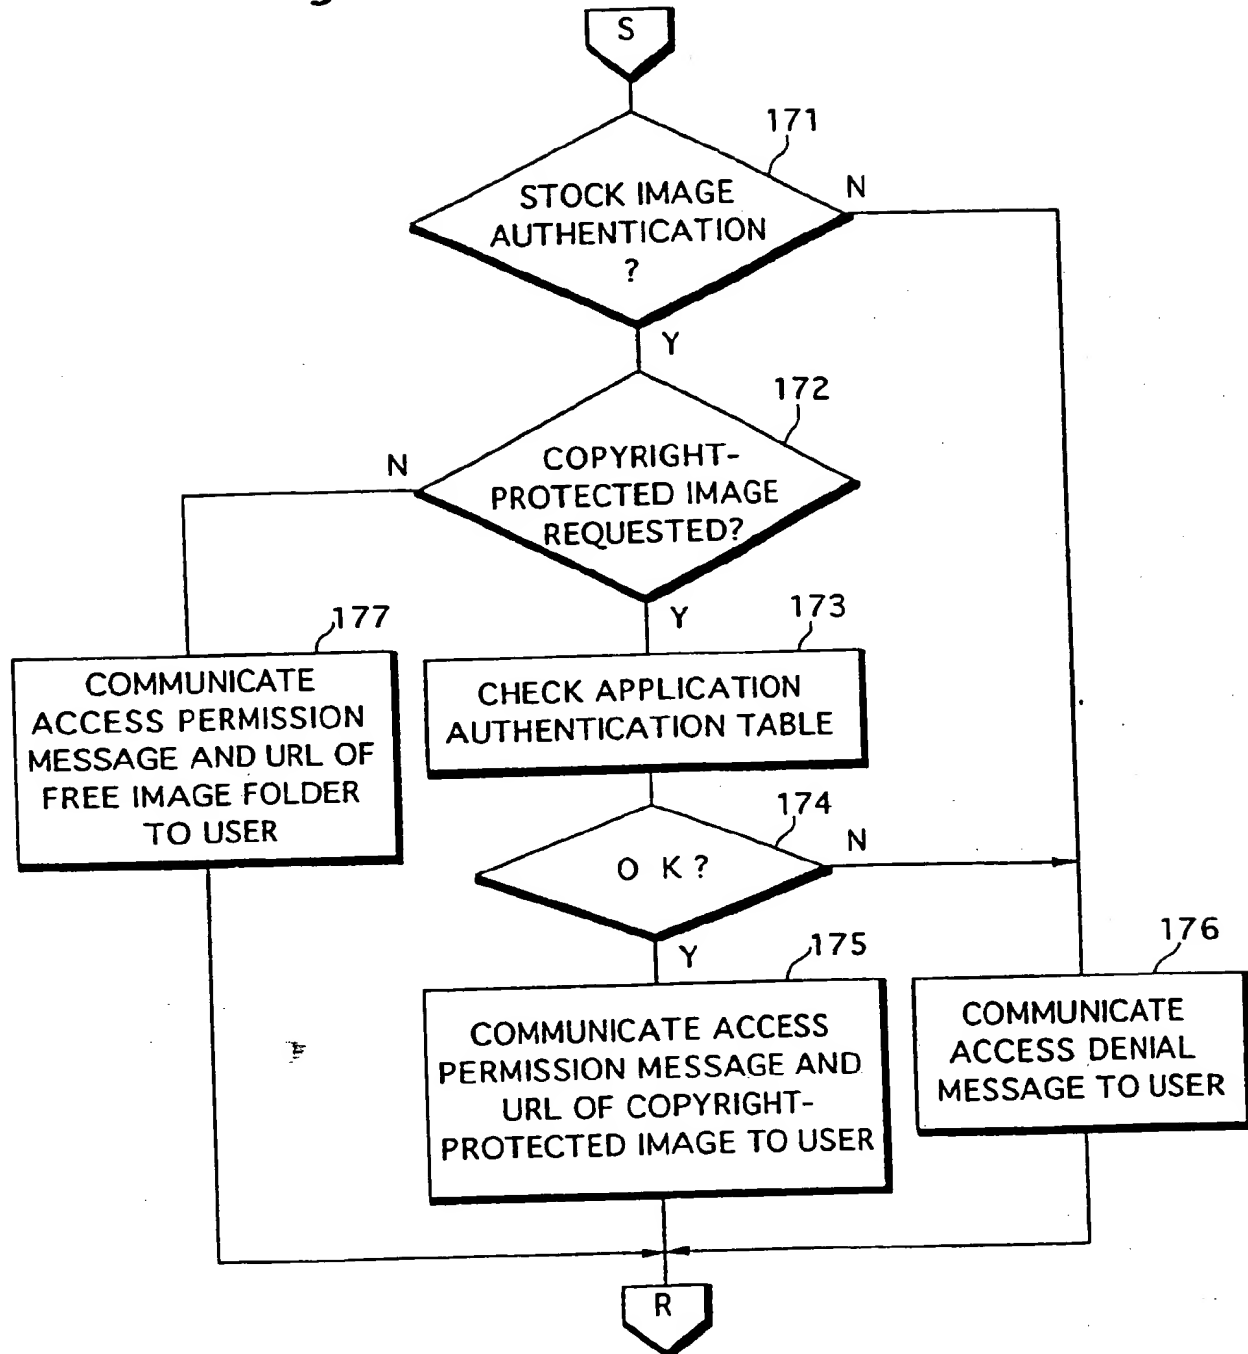 S
171
STOCK IMAGE
AUTHENTICATION
?
N
Y
172
COPYRIGHT-
PROTECTED IMAGE
REQUESTED?
N
Y
173
CHECK APPLICATION
AUTHENTICATION TABLE
177
COMMUNICATE
ACCESS PERMISSION
MESSAGE AND URL OF
FREE IMAGE FOLDER
TO USER
174
O K ?
N
Y
175
COMMUNICATE ACCESS
PERMISSION MESSAGE AND
URL OF COPYRIGHT-
PROTECTED IMAGE TO USER
176
COMMUNICATE
ACCESS DENIAL
MESSAGE TO USER
R